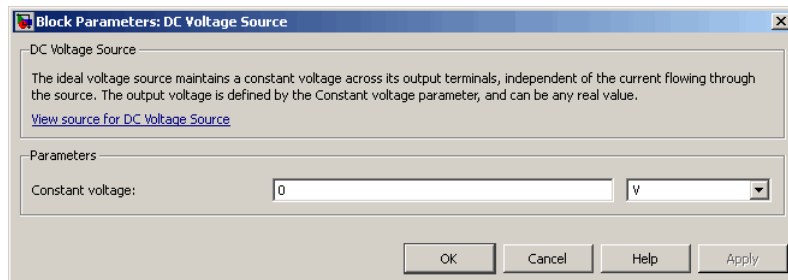 Block Parameters: DC Voltage Source
DC Voltage Source
The ideal voltage source maintains a constant voltage across its output terminals, independent of the current flowing through
the source. The output voltage is defined by the Constant voltage parameter, and can be any real value.
View source for DC Voltage Source
Parameters
Constant voltage: 0 V
OK Cancel Help Apply